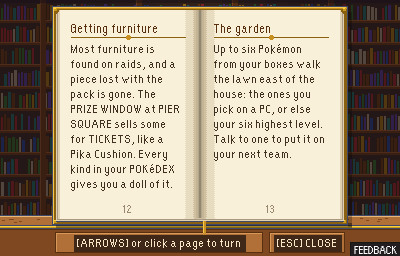 Getting furniture
Most furniture is
found on raids, and a
piece lost with the
pack is gone. The
PRIZE WINDOW at PIER
SQUARE sells some
for TICKETS, like a
Pika Cushion. Every
kind in your POKéDEX
gives you a doll of it.
12
The garden
Up to six Pokémon
from your boxes walk
the lawn east of the
house: the ones you
pick on a PC, or else
your six highest level.
Talk to one to put it on
your next team.
13
[ARROWS] or click a page to turn
[ESC] CLOSE
FEEDBACK